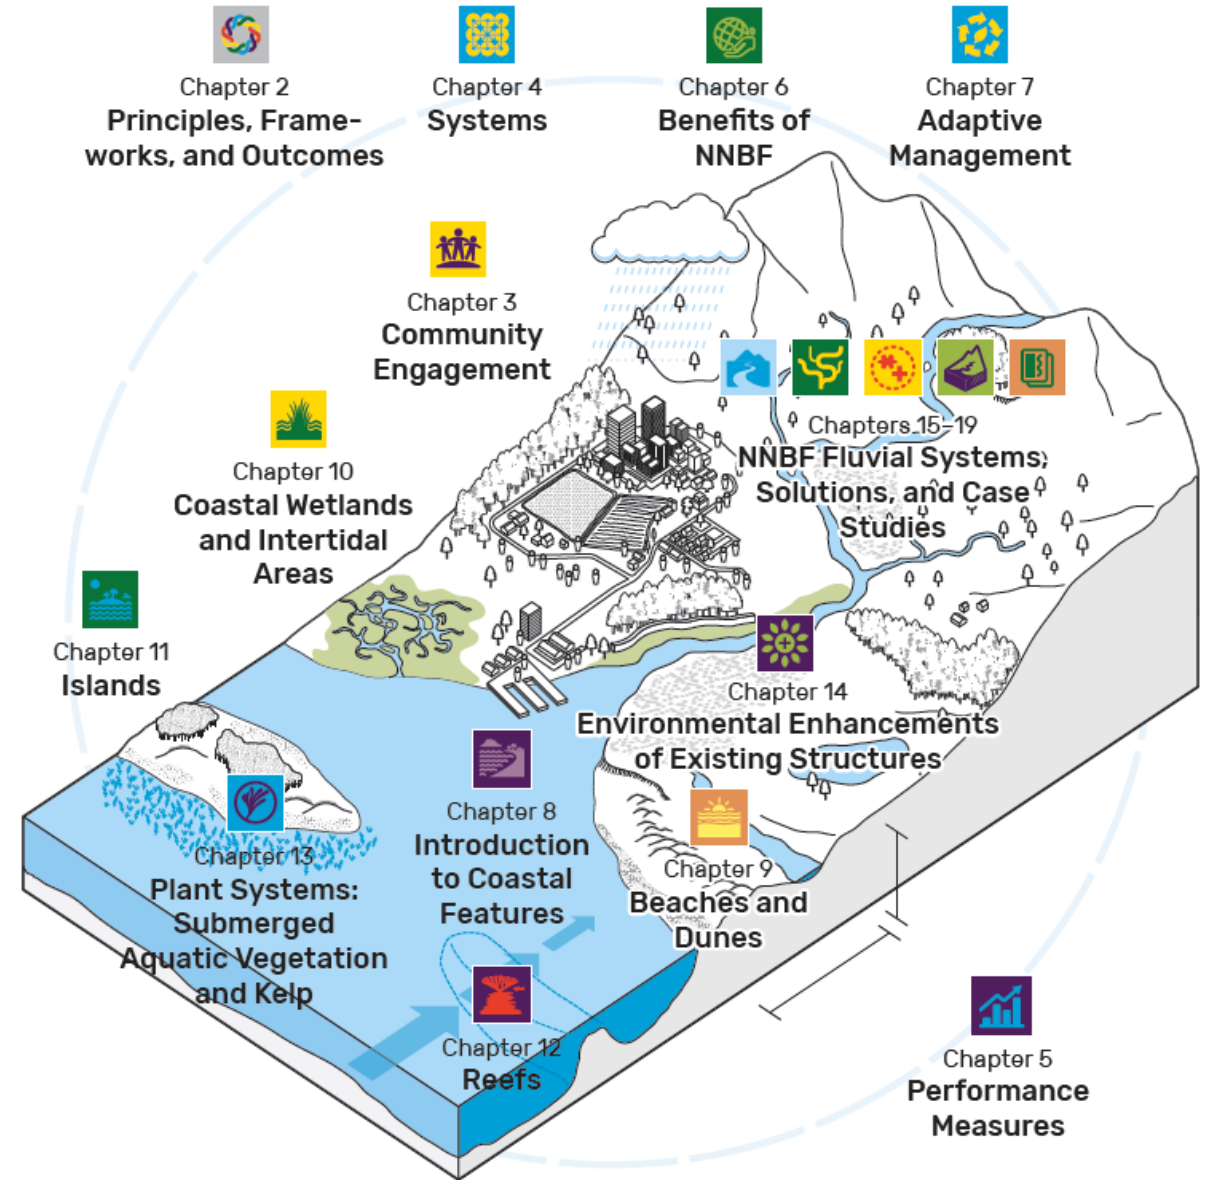 Chapter 2
Principles, Frame-
works, and Outcomes
Chapter 4
Systems
Chapter 6
Benefits of
NNBF
Chapter 7
Adaptive
Management
Chapter 3
Community
Engagement
Chapters 15–19
NNBF Fluvial Systems,
Solutions, and Case
Studies
Chapter 10
Coastal Wetlands
and Intertidal
Areas
Chapter 11
Islands
Chapter 14
Environmental Enhancements
of Existing Structures
Chapter 8
Introduction
to Coastal
Features
Chapter 13
Plant Systems:
Submerged
Aquatic Vegetation
and Kelp
Chapter 9
Beaches and
Dunes
Chapter 12
Reefs
Chapter 5
Performance
Measures